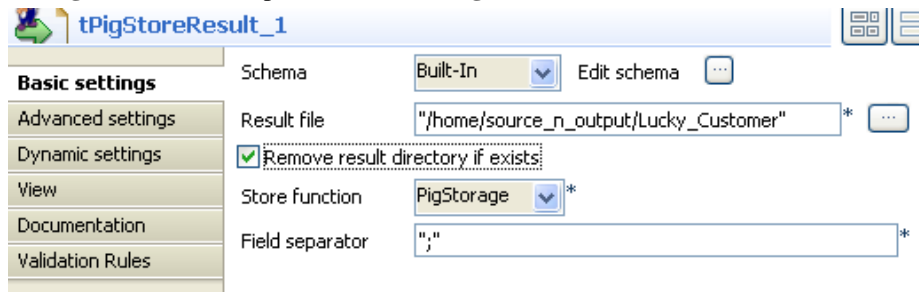 tPigStoreResult_1
Basic settings
Schema Built-In Edit schema ...
Advanced settings
Result file "/home/source_n_output/Lucky_Customer" * ...
Dynamic settings
Remove result directory if exists
View
Store function PigStorage *
Documentation
Field separator ";" *
Validation Rules